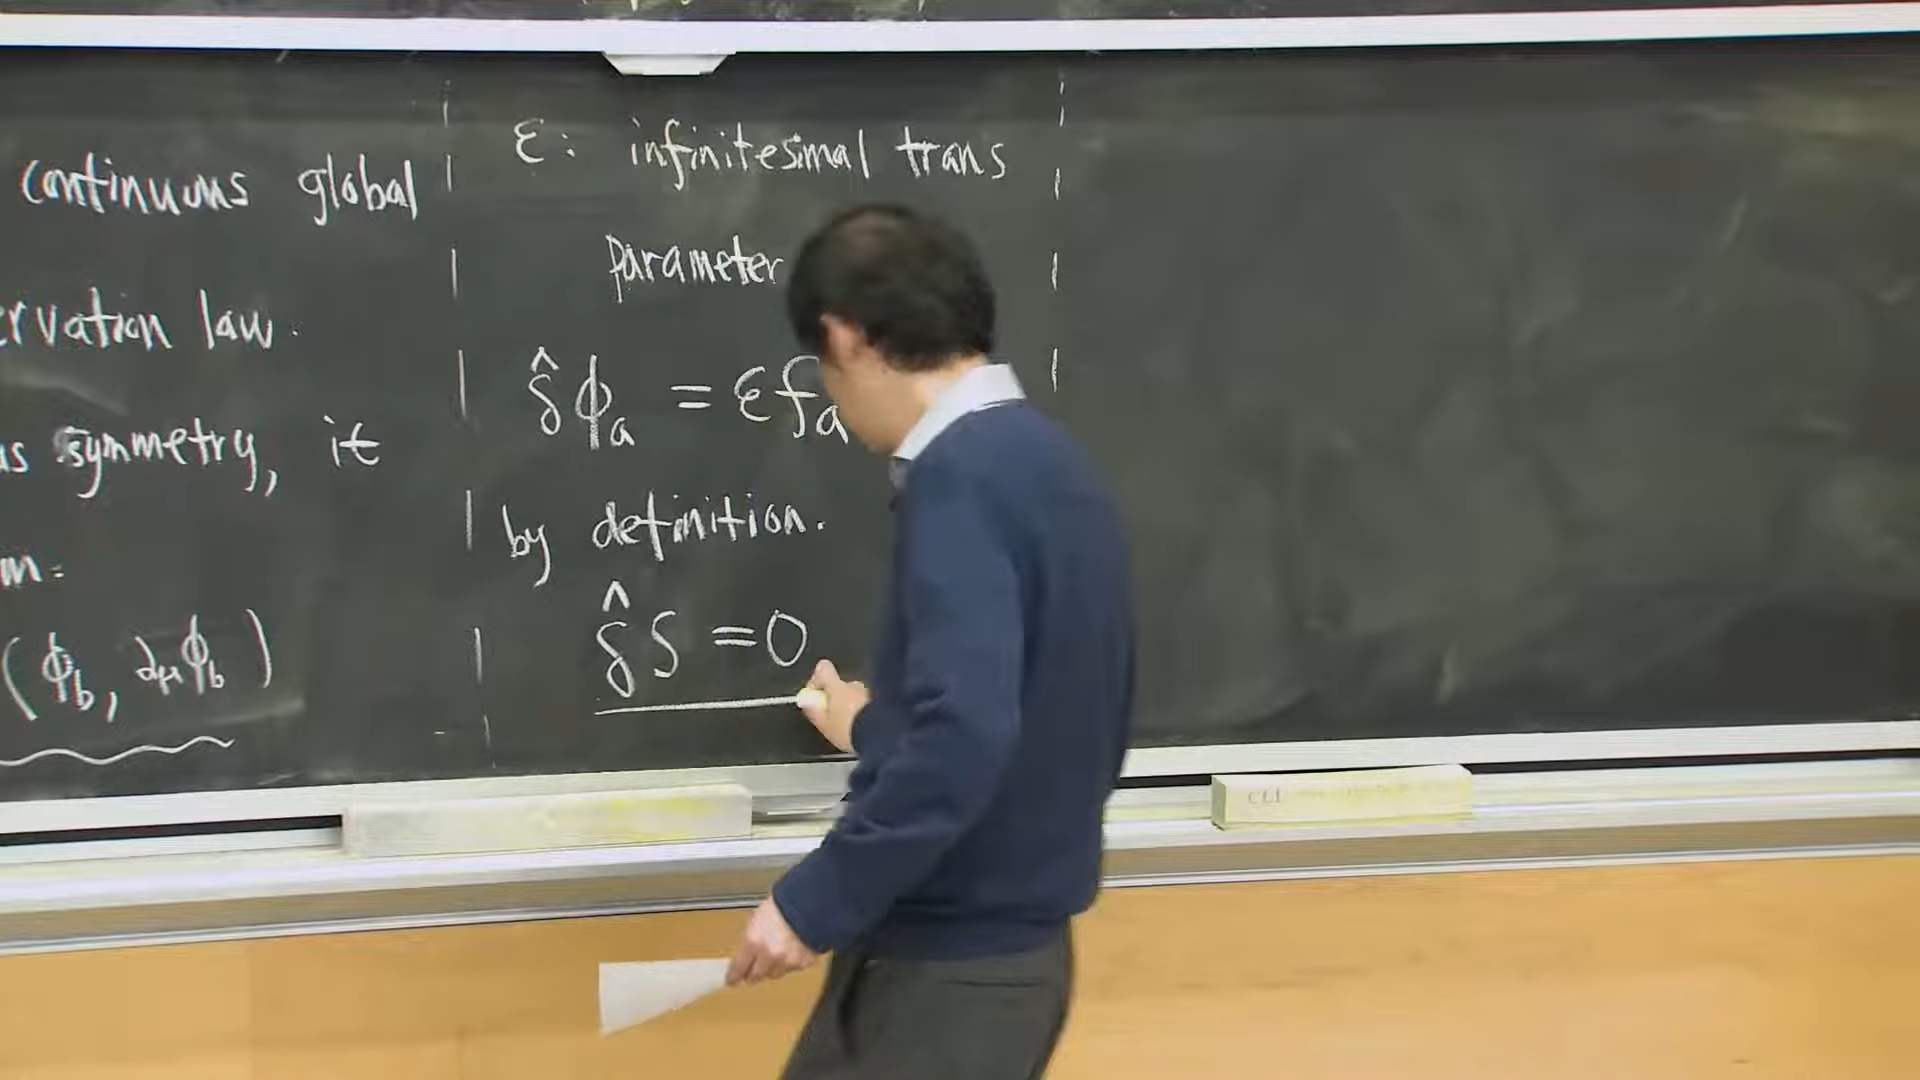 continuous global
ervation law.
us symmetry, it
m:
(ϕ_b, ∂_μϕ_b)
ε: infinitesimal trans
parameter
δ̂ϕ_a = εf_a
by definition.
δ̂S = 0